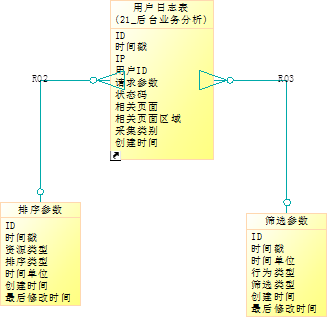 用户日志表
(21_后台业务分析)
ID
时间戳
IP
用户ID
请求参数
状态码
相关页面
相关页面区域
采集类别
创建时间
R02
R03
排序参数
ID
时间戳
资源类型
排序类型
时间单位
创建时间
最后修改时间
筛选参数
ID
时间戳
时间单位
行为类型
筛选类型
创建时间
最后修改时间